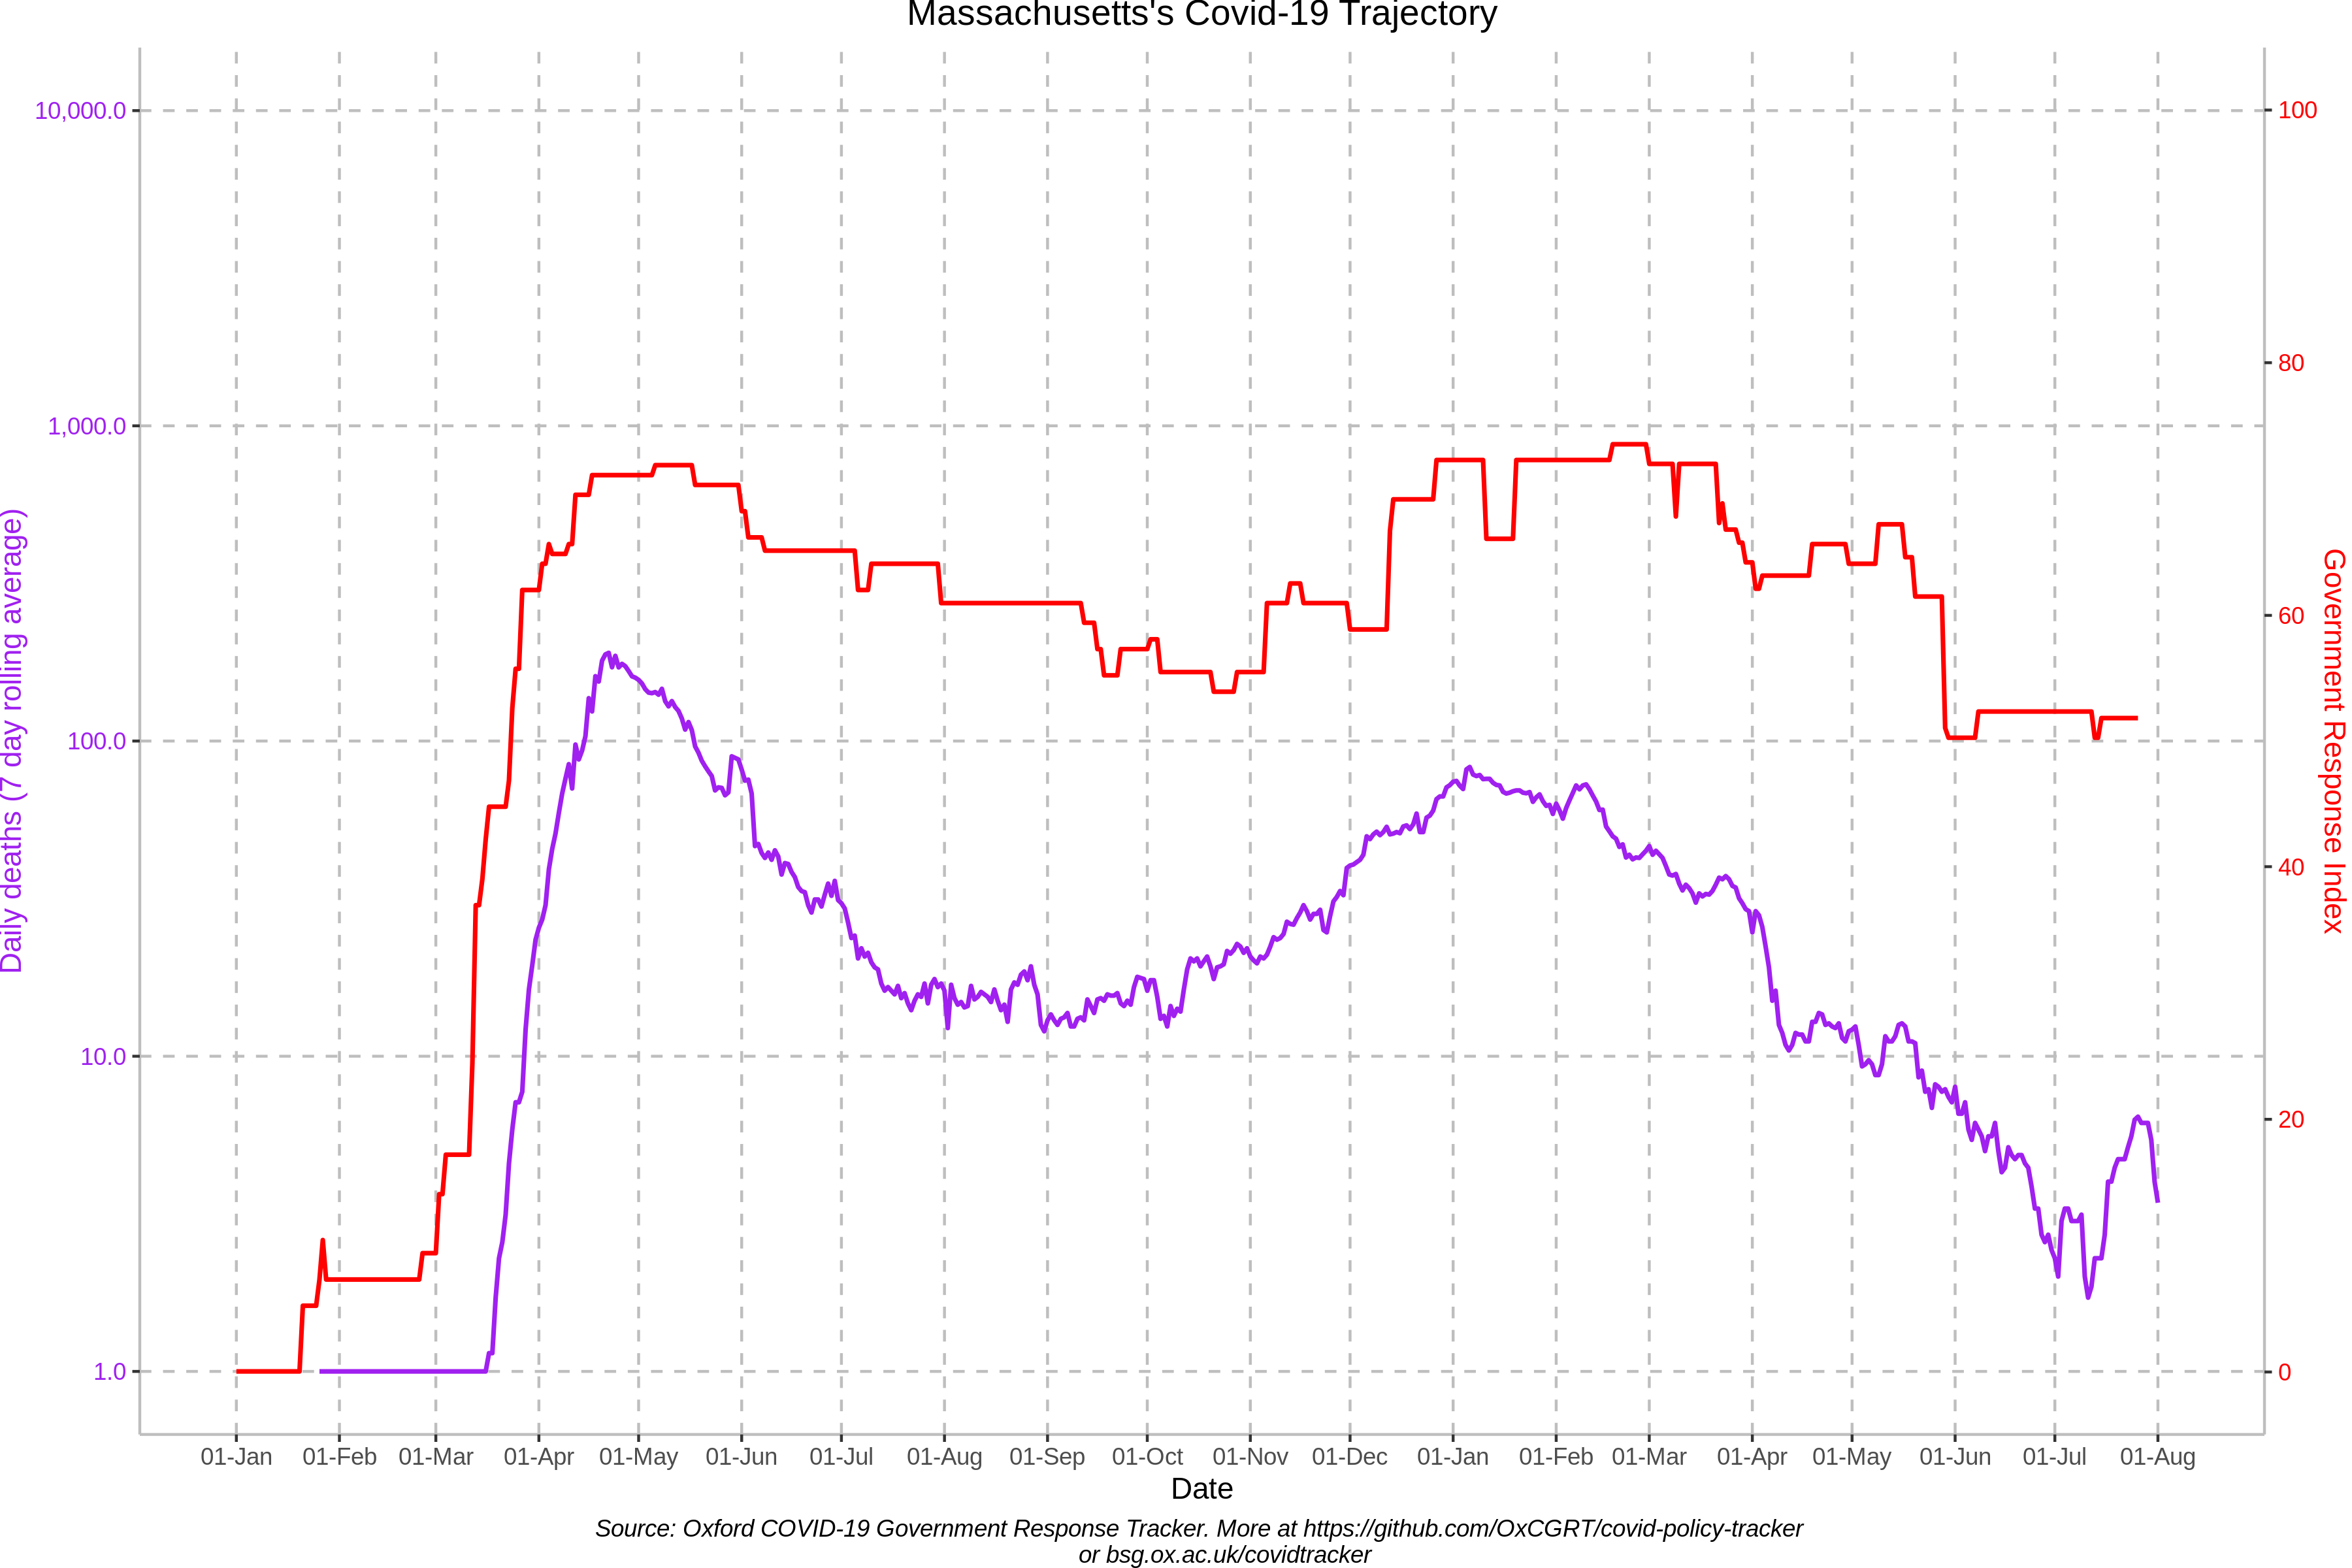 Massachusetts's Covid-19 Trajectory
10,000.0
1,000.0
100.0
10.0
1.0
Daily deaths (7 day rolling average)
100
80
60
40
20
0
Government Response Index
01-Jan 01-Feb 01-Mar 01-Apr 01-May 01-Jun 01-Jul 01-Aug 01-Sep 01-Oct 01-Nov 01-Dec 01-Jan 01-Feb 01-Mar 01-Apr 01-May 01-Jun 01-Jul 01-Aug
Date
Source: Oxford COVID-19 Government Response Tracker. More at https://github.com/OxCGRT/covid-policy-tracker
or bsg.ox.ac.uk/covidtracker